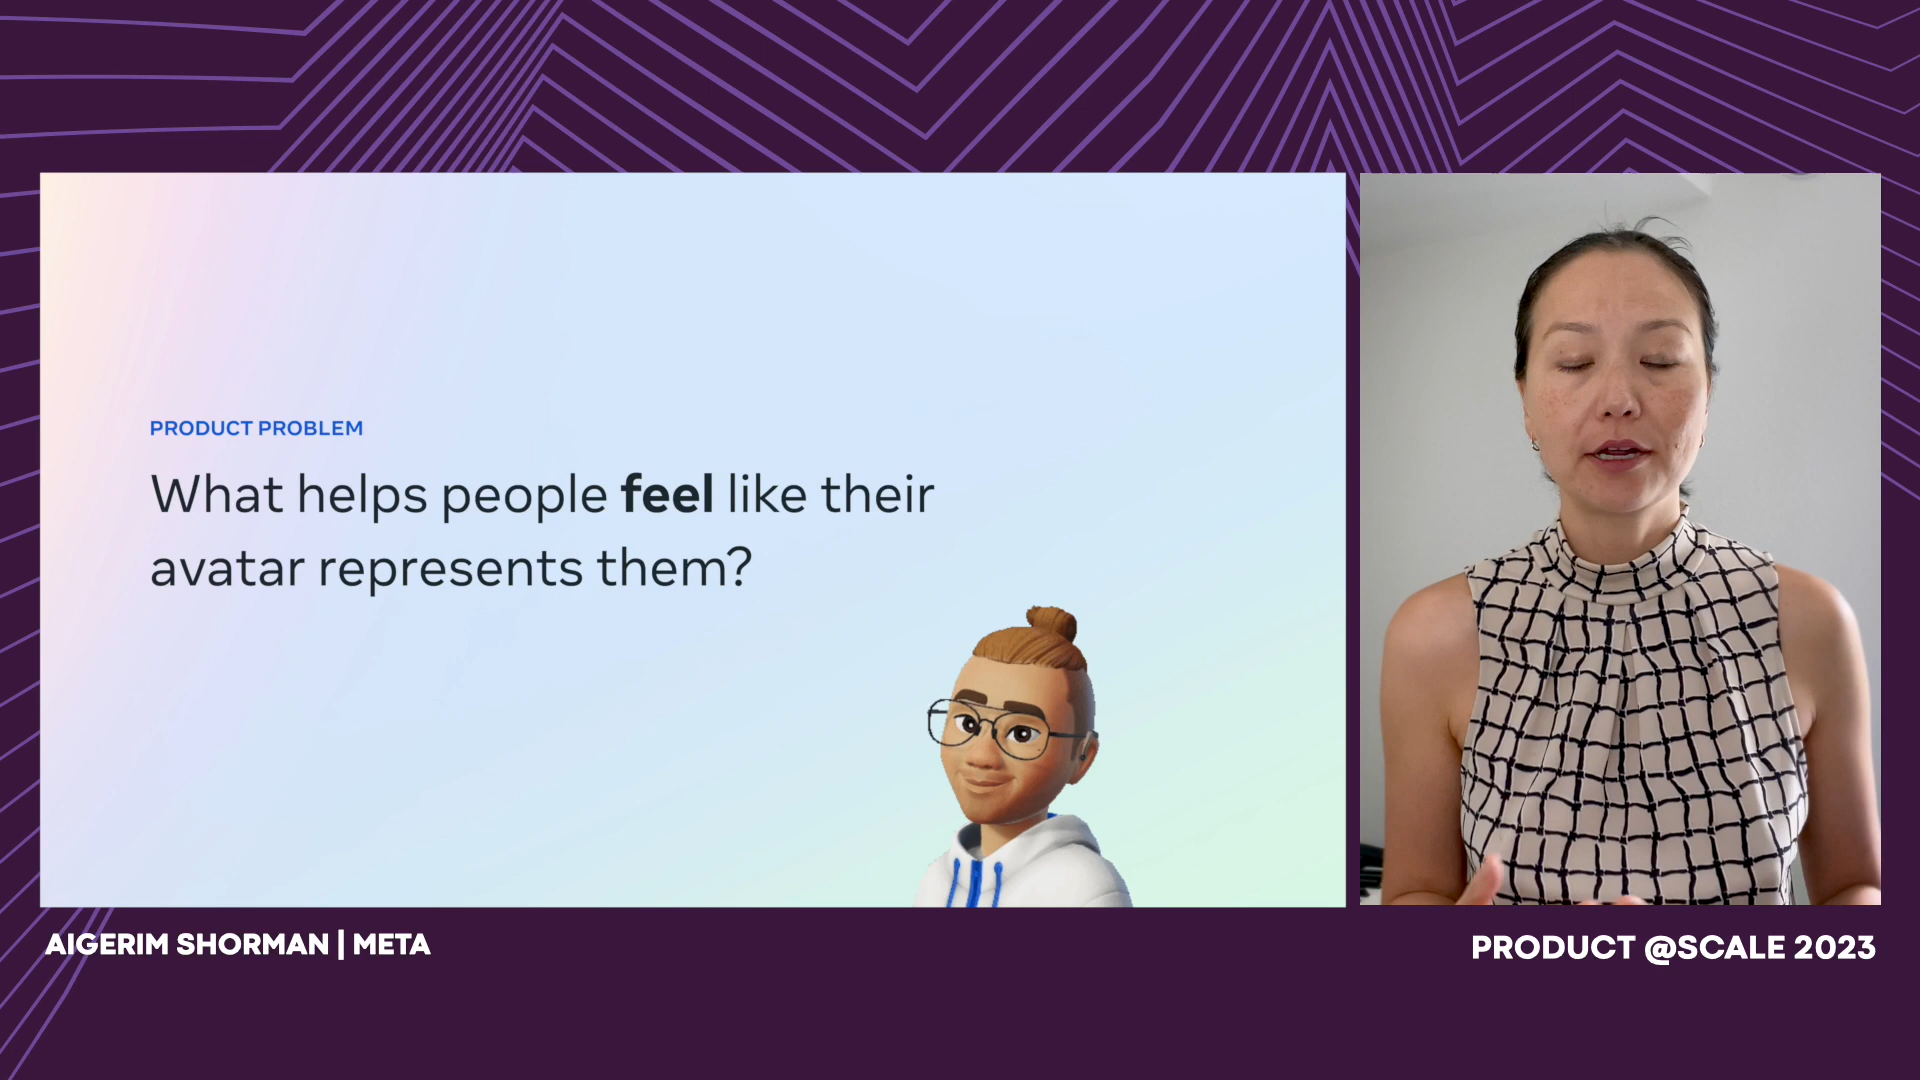 PRODUCT PROBLEM
What helps people feel like their
avatar represents them?
AIGERIM SHORMAN | META
PRODUCT @SCALE 2023